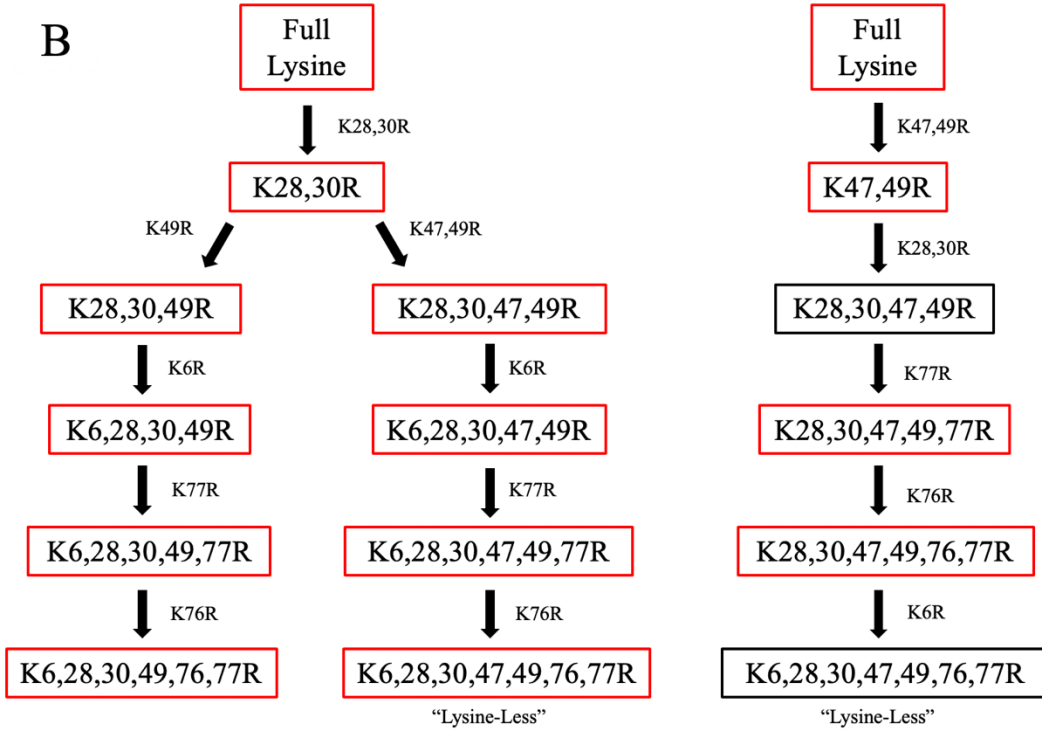 B
Full
Lysine
K28,30R
K28,30R
K49R
K47,49R
K28,30,49R
K28,30,47,49R
K6R
K6R
K6,28,30,49R
K6,28,30,47,49R
K77R
K77R
K6,28,30,49,77R
K6,28,30,47,49,77R
K76R
K76R
K6,28,30,49,76,77R
K6,28,30,47,49,76,77R
“Lysine-Less”
Full
Lysine
K47,49R
K47,49R
K28,30R
K28,30,47,49R
K77R
K28,30,47,49,77R
K76R
K28,30,47,49,76,77R
K6R
K6,28,30,47,49,76,77R
“Lysine-Less”